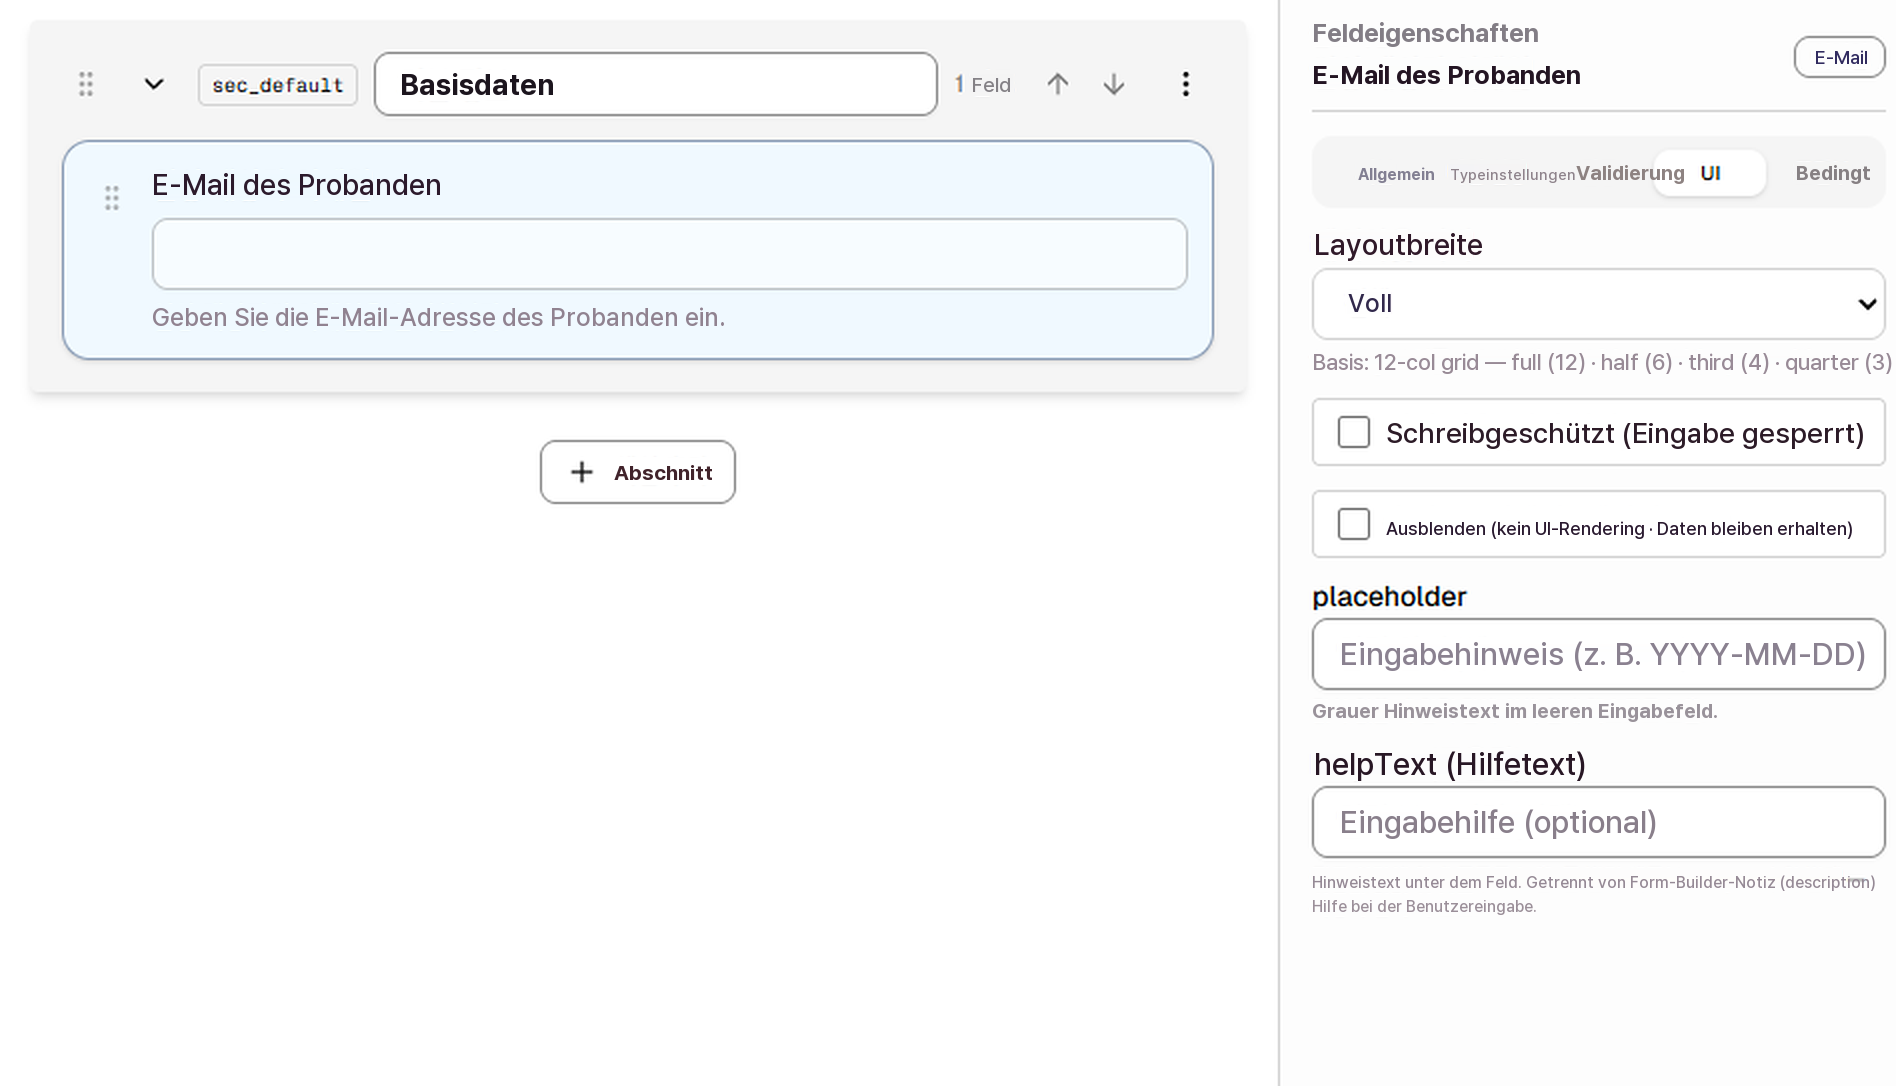 sec_default
Basisdaten
1 Feld
E-Mail des Probanden
Geben Sie die E-Mail-Adresse des Probanden ein.
Abschnitt
Feldeigenschaften
E-Mail des Probanden
E-Mail
Allgemein Typeinstellungen Validierung UI Bedingt
Layoutbreite
Voll
Basis: 12-col grid — full (12) · half (6) · third (4) · quarter (3)
Schreibgeschützt (Eingabe gesperrt)
Ausblenden (kein UI-Rendering · Daten bleiben erhalten)
placeholder
Eingabehinweis (z. B. YYYY-MM-DD)
Grauer Hinweistext im leeren Eingabefeld.
helpText (Hilfetext)
Eingabehilfe (optional)
Hinweistext unter dem Feld. Getrennt von Form-Builder-Notiz (description)
Hilfe bei der Benutzereingabe.